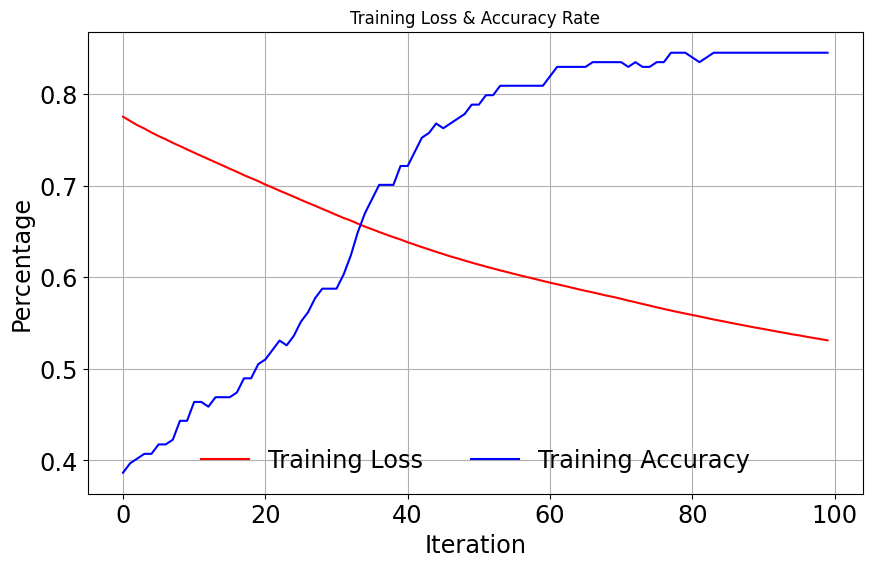 Training Loss & Accuracy Rate
Percentage
0.8
0.7
0.6
0.5
0.4
Training Loss Training Accuracy
0 20 40 60 80 100
Iteration